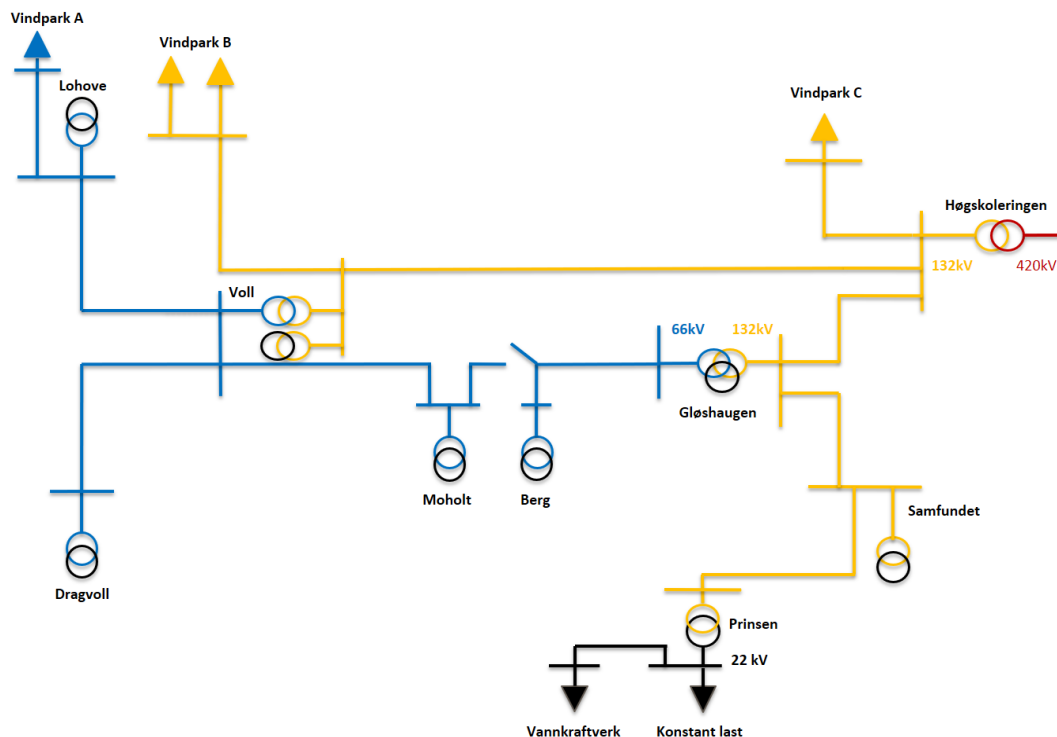 Vindpark A
Vindpark B
Lohove
Vindpark C
Høgskoleringen
132kV
420kV
Voll
66kV
132kV
Gløshaugen
Moholt
Berg
Samfundet
Dragvoll
Prinsen
22 kV
Vannkraftverk
Konstant last